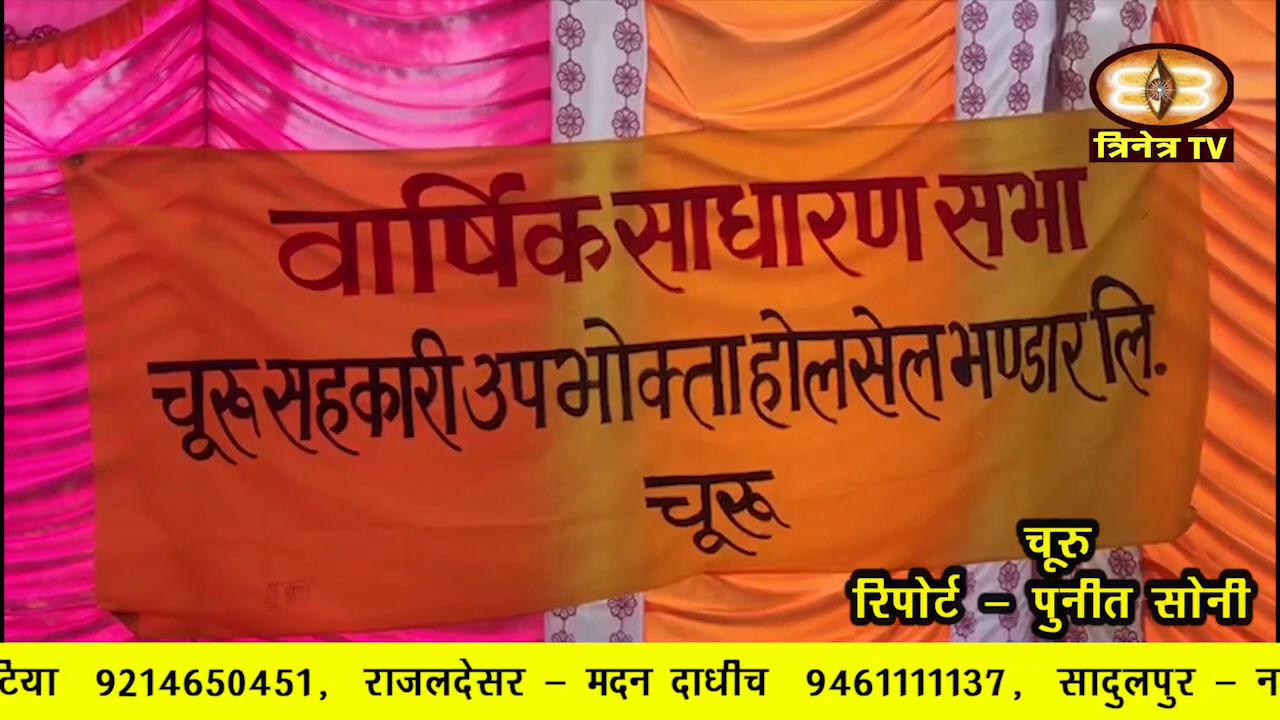 त्रिनेत्र TV
वार्षिक साधारण सभा
चूरू सहकारी उपभोक्ता होलसेल भण्डार लि.
चूरू
चूरु
रिपोर्ट – पुनीत सोनी
टिया 9214650451, राजलदेसर – मदन दाधीच 9461111137, सादुलपुर – न